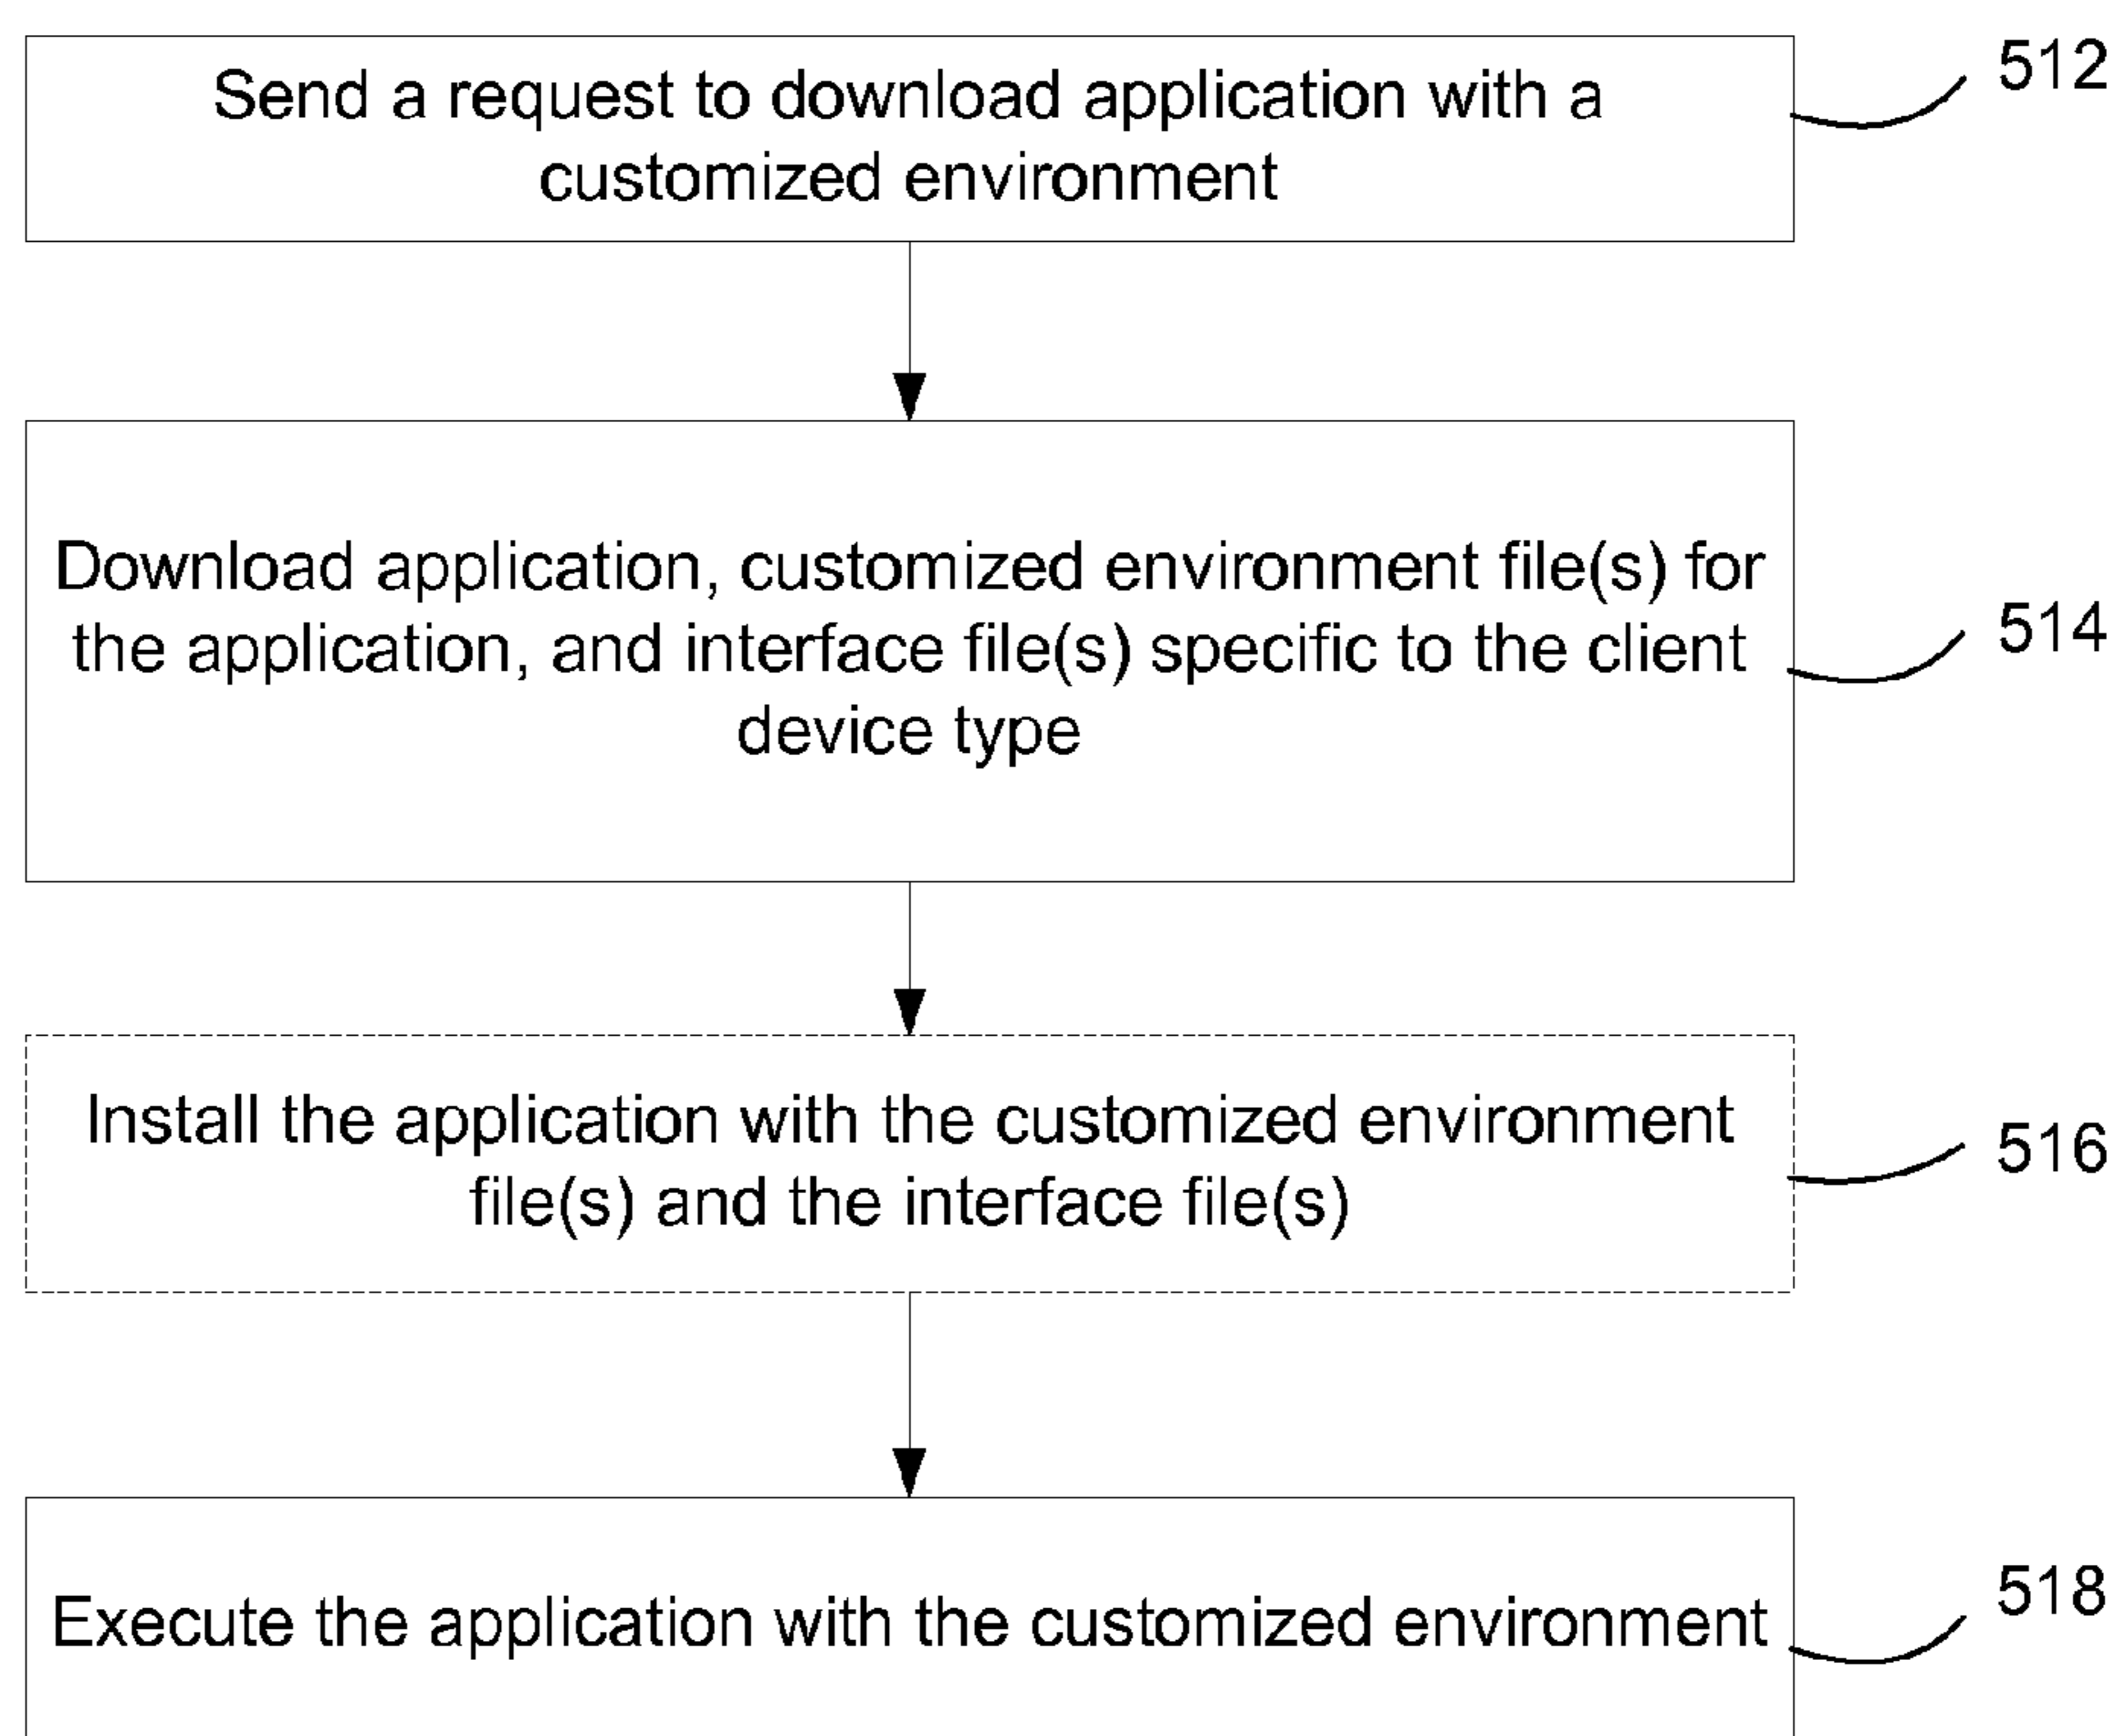 Send a request to download application with a
customized environment
512
Download application, customized environment file(s) for
the application, and interface file(s) specific to the client
device type
514
Install the application with the customized environment
file(s) and the interface file(s)
516
Execute the application with the customized environment
518